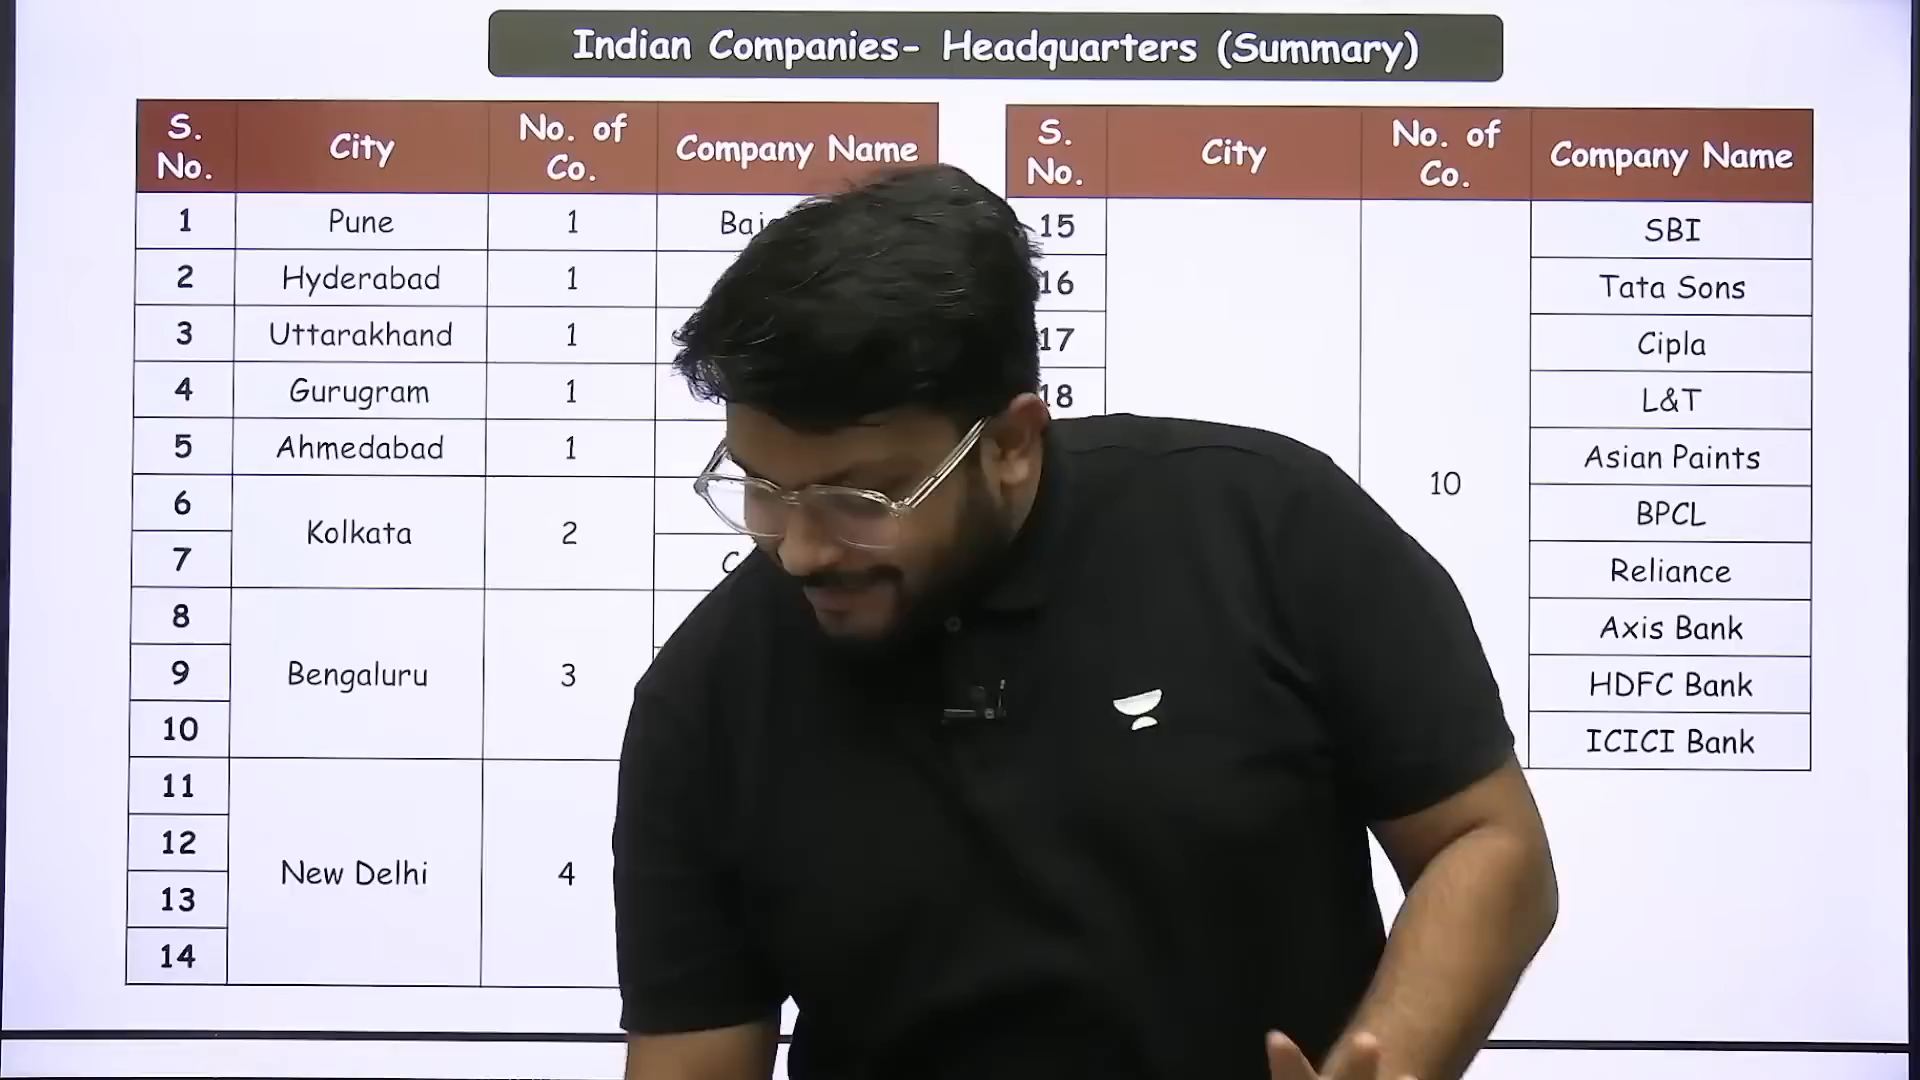 Indian Companies- Headquarters (Summary)
S. No.
City
No. of Co.
Company Name
1
Pune
1
2
Hyderabad
1
3
Uttarakhand
1
4
Gurugram
1
5
Ahmedabad
1
6
7
Kolkata
2
8
9
10
Bengaluru
3
11
12
13
14
New Delhi
4
S. No.
City
No. of Co.
Company Name
15
16
17
18
10
SBI
Tata Sons
Cipla
L&T
Asian Paints
BPCL
Reliance
Axis Bank
HDFC Bank
ICICI Bank